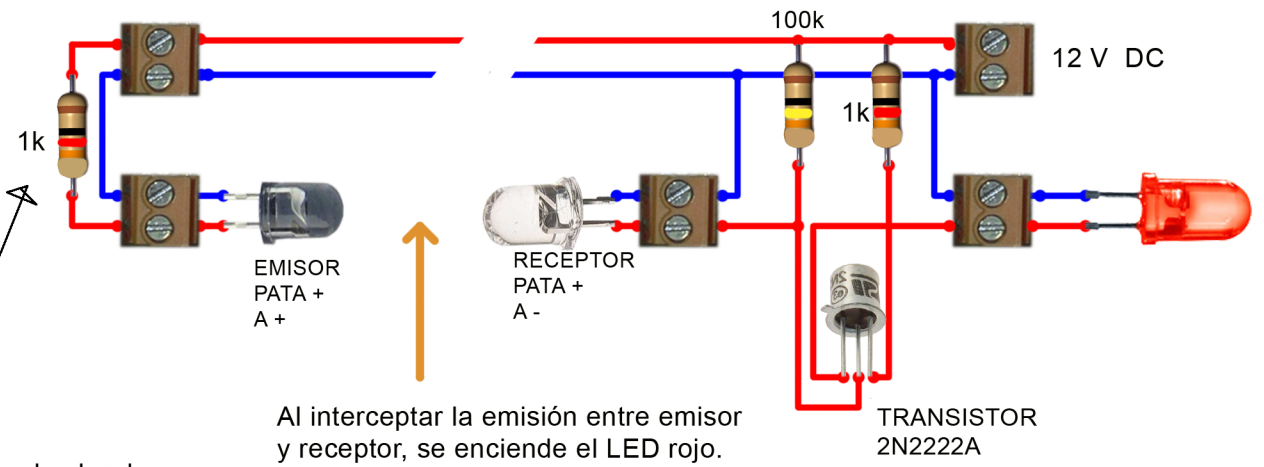 100k
12 V  DC
1k
1k
EMISOR
PATA +
A +
RECEPTOR
PATA +
A -
Al interceptar la emisión entre emisor
y receptor, se enciende el LED rojo.
TRANSISTOR
2N2222A